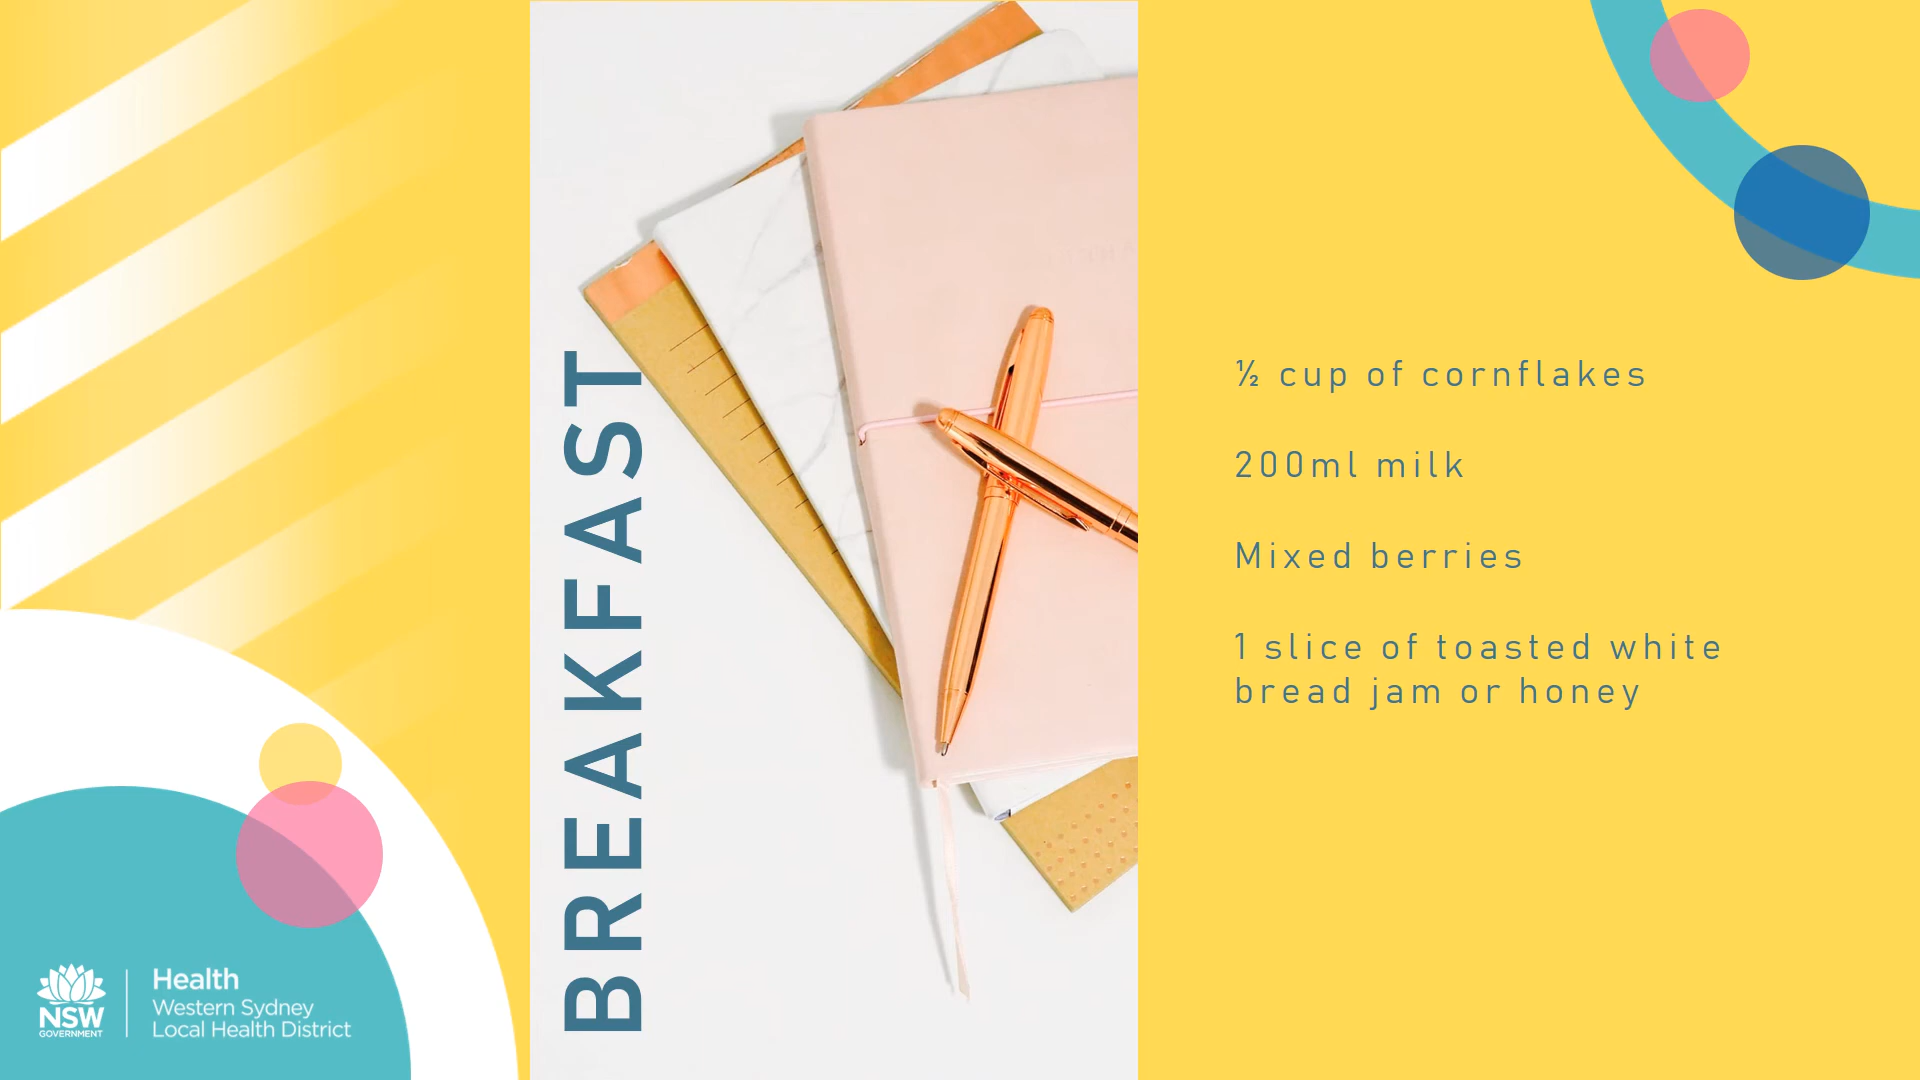 BREAKFAST
½ cup of cornflakes
200ml milk
Mixed berries
1 slice of toasted white
bread jam or honey
NSW
GOVERNMENT
Health
Western Sydney
Local Health District